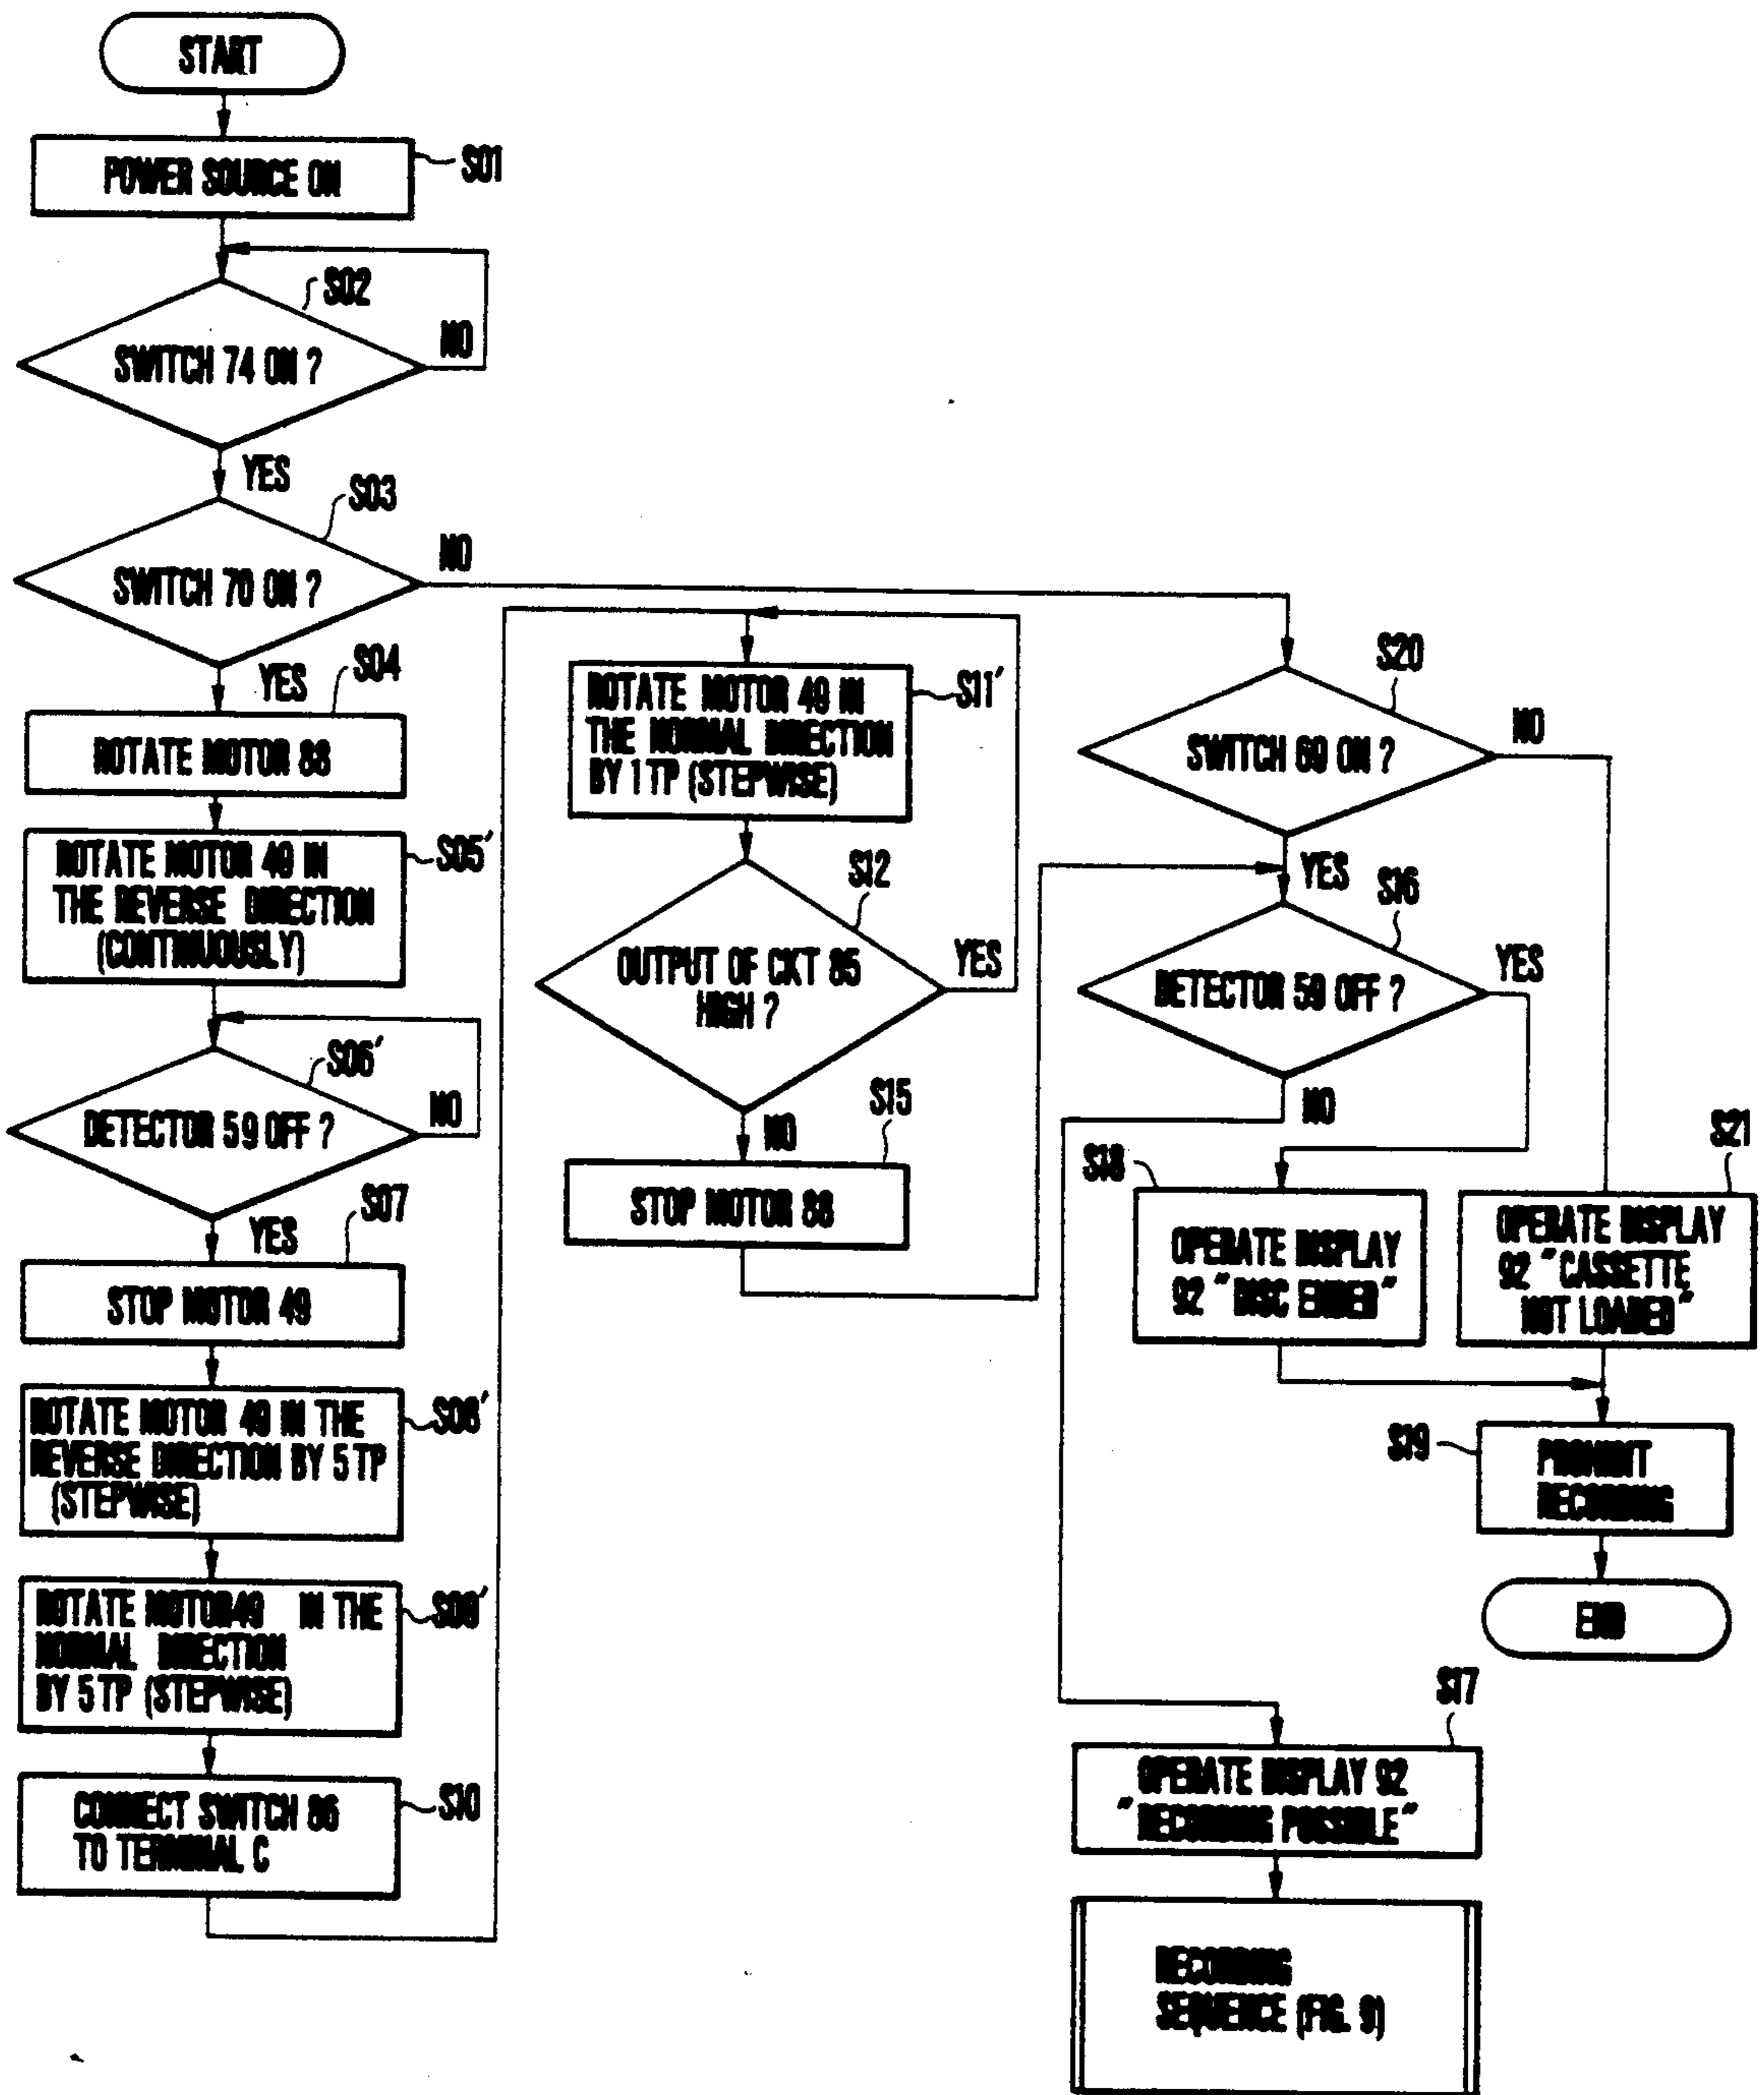 START
POWER SOURCE ON
S01
S02
SWITCH 74 ON ?
NO
YES
S03
SWITCH 70 ON ?
NO
YES
S04
ROTATE MOTOR 88
ROTATE MOTOR 49 IN
THE REVERSE DIRECTION
(CONTINUOUSLY)
S05'
S06'
DETECTOR 59 OFF ?
NO
YES
S07
STOP MOTOR 49
ROTATE MOTOR 49 IN THE
REVERSE DIRECTION BY 5 TP
(STEPWISE)
S08'
ROTATE MOTOR49 IN THE
NORMAL DIRECTION
BY 5 TP (STEPWISE)
S09'
CONNECT SWITCH 86
TO TERMINAL C
S10
ROTATE MOTOR 49 IN
THE NORMAL DIRECTION
BY 1 TP (STEPWISE)
S11'
S12
OUTPUT OF CKT 85
HIGH ?
YES
NO
S15
STOP MOTOR 88
S20
SWITCH 69 ON ?
NO
YES
S16
DETECTOR 59 OFF ?
YES
NO
S18
OPERATE DISPLAY
92 "DISC ENDED"
S21
OPERATE DISPLAY
92 "CASSETTE
NOT LOADED"
S19
RECORDING
END
S17
OPERATE DISPLAY 92
"RECORDING POSSIBLE"
RECORDING
SEQUENCE (FIG. 9)